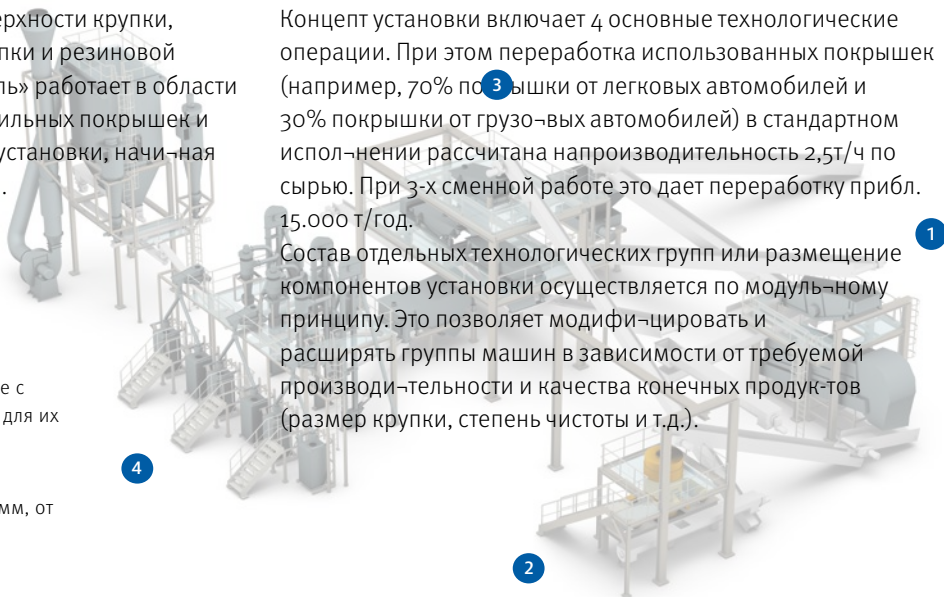 ерхности крупки,
пки и резиновой
ль» работает в области
ильных покрышек и
установки, начи¬ная
.
е с
для их
мм, от
Концепт установки включает 4 основные технологические
операции. При этом переработка использованных покрышек
(например, 70% по 3 ышки от легковых автомобилей и
30% покрышки от грузо¬вых автомобилей) в стандартном
испол¬нении рассчитана напроизводительность 2,5т/ч по
сырью. При 3-х сменной работе это дает переработку прибл.
15.000 т/год.
Состав отдельных технологических групп или размещение
компонентов установки осуществляется по модуль¬ному
принципу. Это позволяет модифи¬цировать и
расширять группы машин в зависимости от требуемой
производи¬тельности и качества конечных продук-тов
(размер крупки, степень чистоты и т.д.).
1
4
2